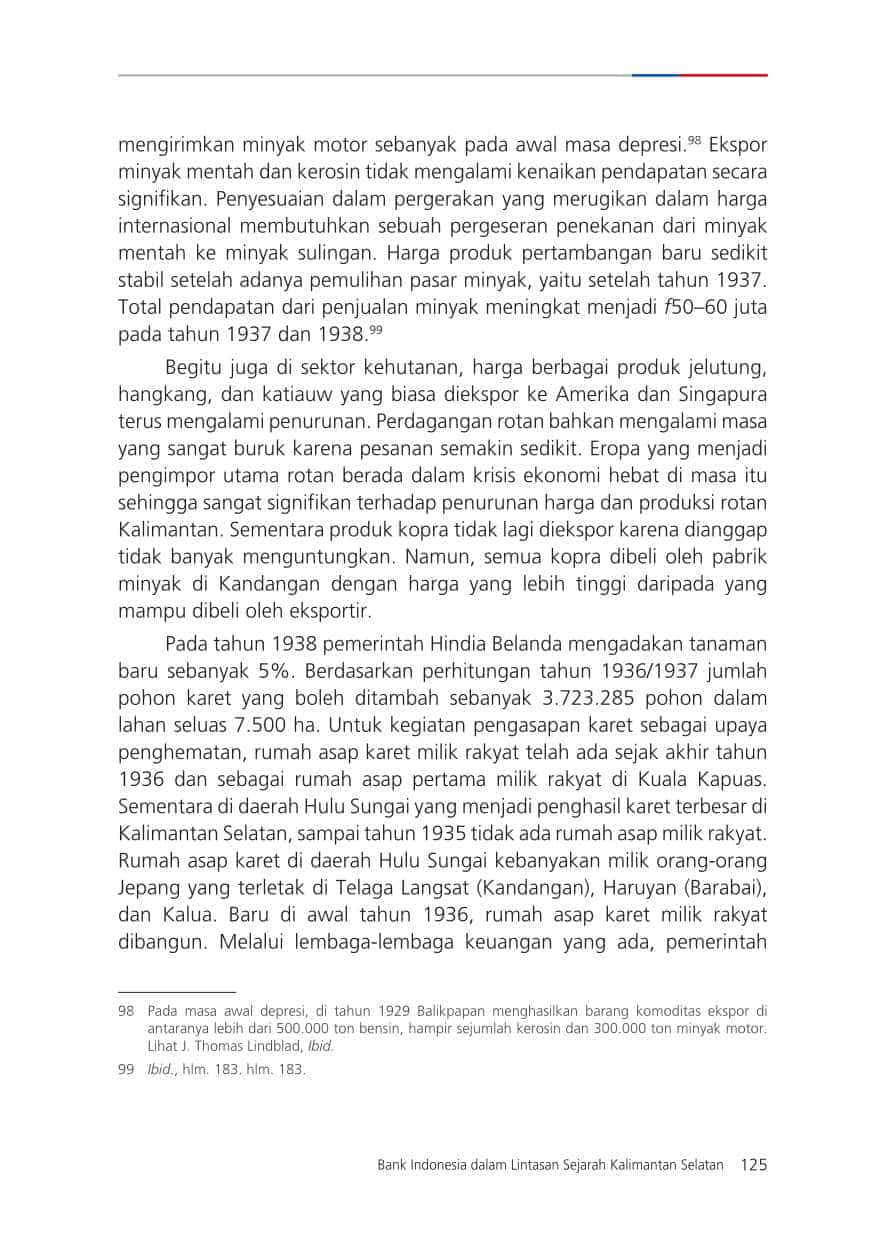 mengirimkan minyak motor sebanyak pada awal masa depresi.⁹⁸ Ekspor
minyak mentah dan kerosin tidak mengalami kenaikan pendapatan secara
signifikan. Penyesuaian dalam pergerakan yang merugikan dalam harga
internasional membutuhkan sebuah pergeseran penekanan dari minyak
mentah ke minyak sulingan. Harga produk pertambangan baru sedikit
stabil setelah adanya pemulihan pasar minyak, yaitu setelah tahun 1937.
Total pendapatan dari penjualan minyak meningkat menjadi f50–60 juta
pada tahun 1937 dan 1938.⁹⁹
Begitu juga di sektor kehutanan, harga berbagai produk jelutung,
hangkang, dan katiauw yang biasa diekspor ke Amerika dan Singapura
terus mengalami penurunan. Perdagangan rotan bahkan mengalami masa
yang sangat buruk karena pesanan semakin sedikit. Eropa yang menjadi
pengimpor utama rotan berada dalam krisis ekonomi hebat di masa itu
sehingga sangat signifikan terhadap penurunan harga dan produksi rotan
Kalimantan. Sementara produk kopra tidak lagi diekspor karena dianggap
tidak banyak menguntungkan. Namun, semua kopra dibeli oleh pabrik
minyak di Kandangan dengan harga yang lebih tinggi daripada yang
mampu dibeli oleh eksportir.
Pada tahun 1938 pemerintah Hindia Belanda mengadakan tanaman
baru sebanyak 5%. Berdasarkan perhitungan tahun 1936/1937 jumlah
pohon karet yang boleh ditambah sebanyak 3.723.285 pohon dalam
lahan seluas 7.500 ha. Untuk kegiatan pengasapan karet sebagai upaya
penghematan, rumah asap karet milik rakyat telah ada sejak akhir tahun
1936 dan sebagai rumah asap pertama milik rakyat di Kuala Kapuas.
Sementara di daerah Hulu Sungai yang menjadi penghasil karet terbesar di
Kalimantan Selatan, sampai tahun 1935 tidak ada rumah asap milik rakyat.
Rumah asap karet di daerah Hulu Sungai kebanyakan milik orang-orang
Jepang yang terletak di Telaga Langsat (Kandangan), Haruyan (Barabai),
dan Kalua. Baru di awal tahun 1936, rumah asap karet milik rakyat
dibangun. Melalui lembaga-lembaga keuangan yang ada, pemerintah
98 Pada masa awal depresi, di tahun 1929 Balikpapan menghasilkan barang komoditas ekspor di
antaranya lebih dari 500.000 ton bensin, hampir sejumlah kerosin dan 300.000 ton minyak motor.
Lihat J. Thomas Lindblad, Ibid.
99 Ibid., hlm. 183. hlm. 183.
Bank Indonesia dalam Lintasan Sejarah Kalimantan Selatan 125